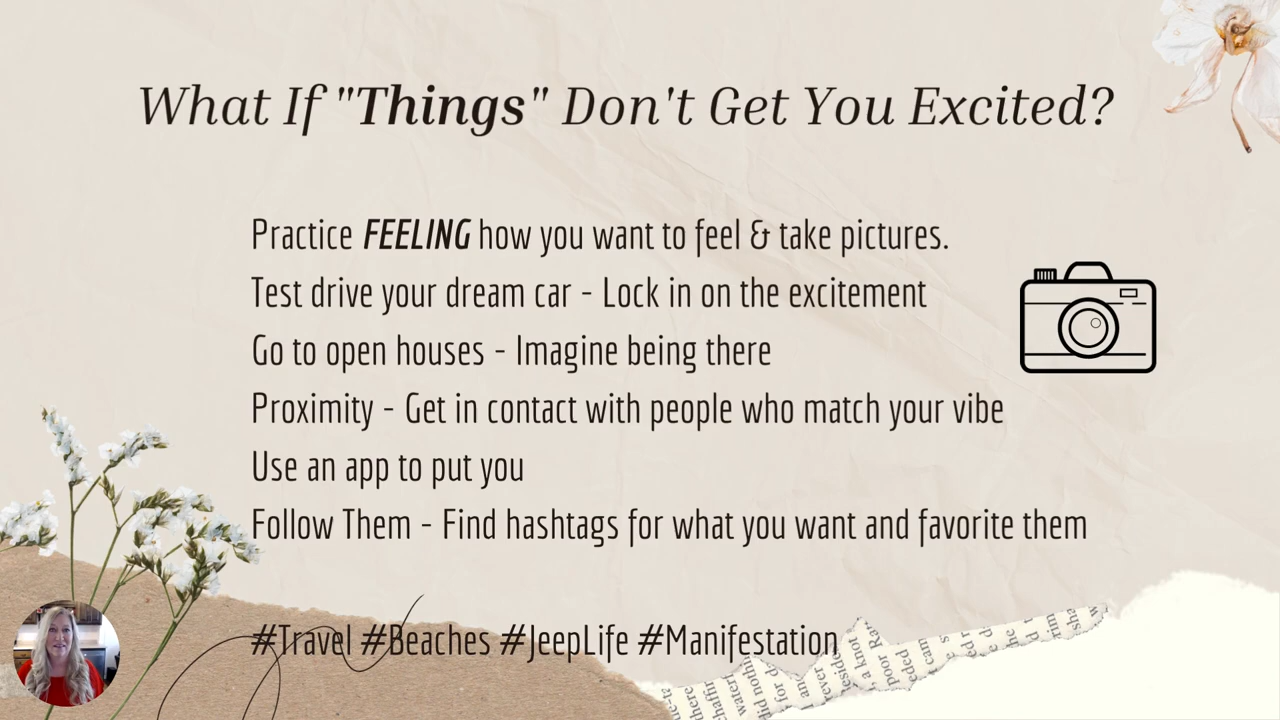 What If "Things" Don't Get You Excited?
Practice FEELING how you want to feel & take pictures.
Test drive your dream car - Lock in on the excitement
Go to open houses - Imagine being there
Proximity - Get in contact with people who match your vibe
Use an app to put you
Follow Them - Find hashtags for what you want and favorite them
#Travel #Beaches #JeepLife #Manifestation